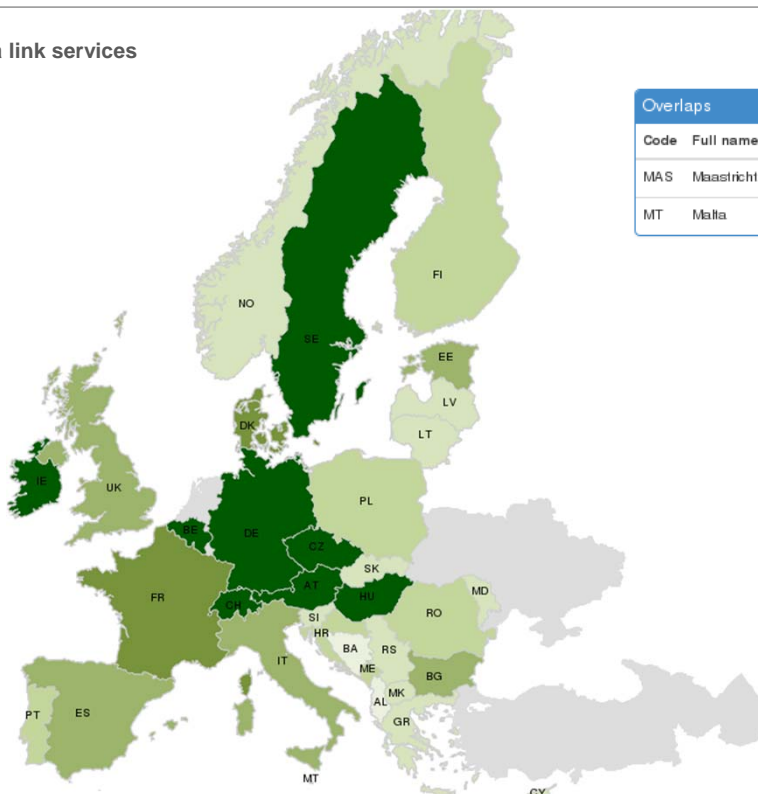 link services
Overlaps
Code Full name
MAS Maastricht
MT Malta
NO
SE
FI
EE
LV
LT
DK
IE
UK
PL
BE
DE
CZ
SK
FR
CH
AT
HU
MD
SI
HR
RO
BA
RS
IT
ME
BG
MK
AL
PT
ES
GR
MT